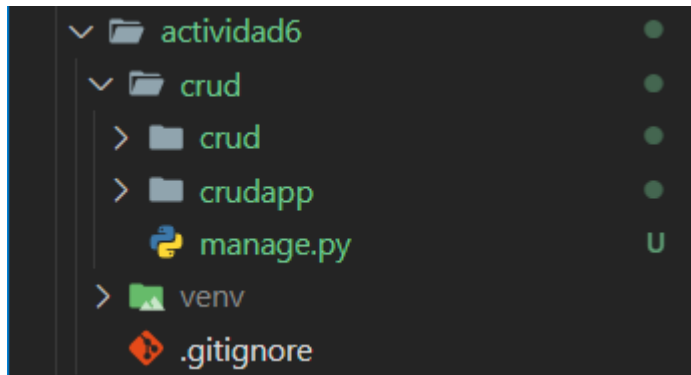 actividad6
crud
crud
crudapp
manage.py U
venv
.gitignore